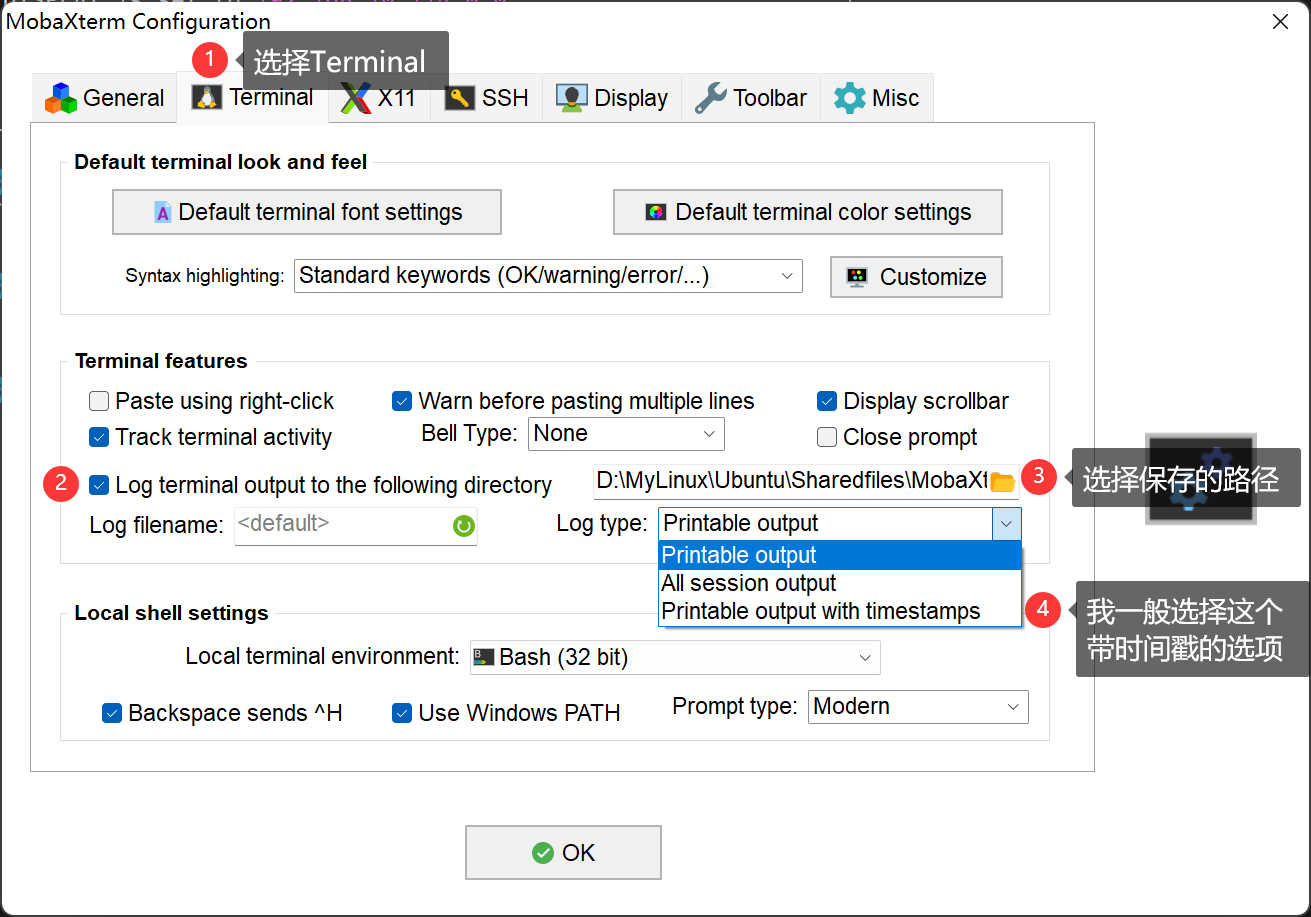 MobaXterm Configuration
1
选择Terminal
General
Terminal
X11
SSH
Display
Toolbar
Misc
Default terminal look and feel
Default terminal font settings
Default terminal color settings
Syntax highlighting:
Standard keywords (OK/warning/error/...)
Customize
Terminal features
Paste using right-click
Warn before pasting multiple lines
Display scrollbar
Track terminal activity
Bell Type:
None
Close prompt
2
Log terminal output to the following directory
D:\MyLinux\Ubuntu\Sharedfiles\MobaXt
3
选择保存的路径
Log filename:
<default>
Log type:
Printable output
Printable output
All session output
Printable output with timestamps
4
我一般选择这个
带时间戳的选项
Local shell settings
Local terminal environment:
Bash (32 bit)
Backspace sends ^H
Use Windows PATH
Prompt type:
Modern
OK